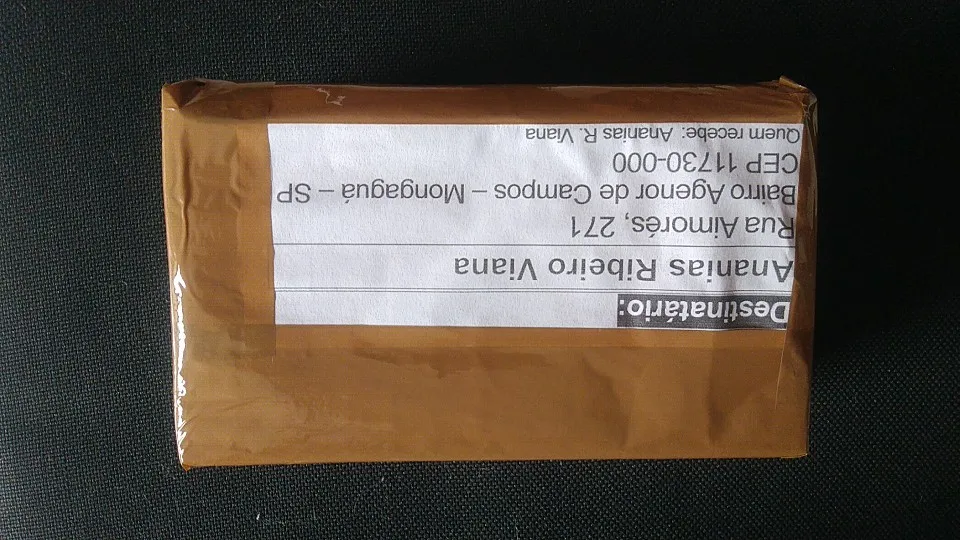 Destinatário:
Ananias Ribeiro Viana
Rua Aimorés, 271
Bairro Agenor de Campos – Mongaguá – SP
CEP 11730-000
Quem recebe: Ananias R. Viana